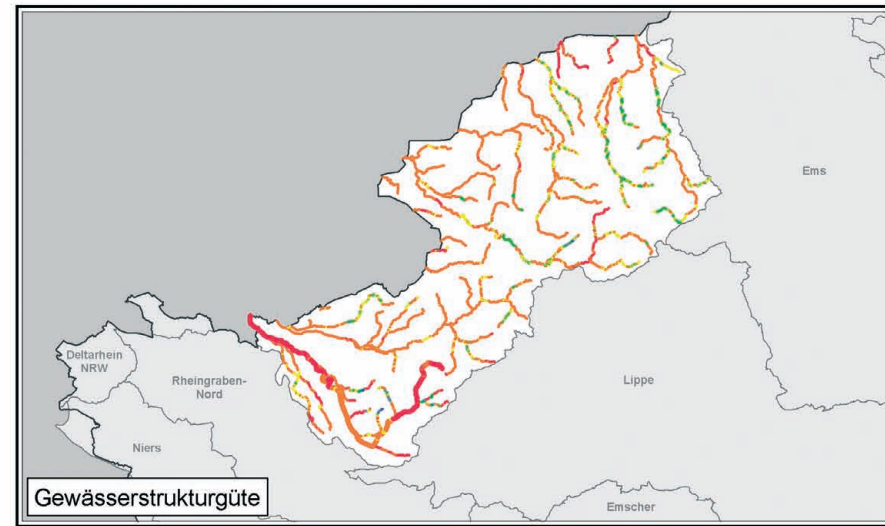 Ems
Deltarhein
NRW
Rheingraben-
Nord
Lippe
Niers
Gewässerstrukturgüte
Emscher